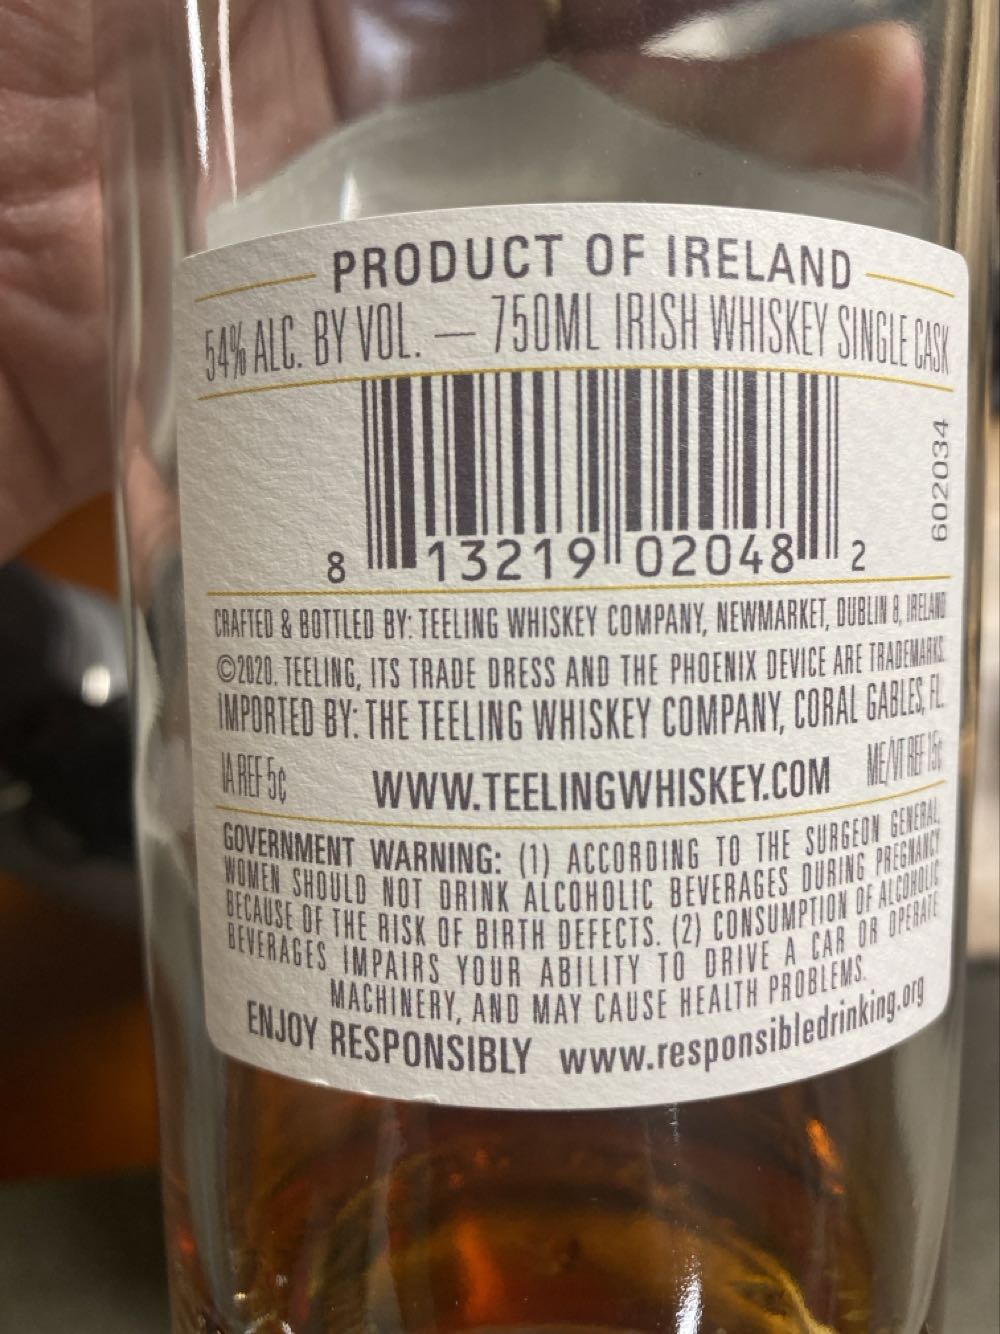 PRODUCT OF IRELAND
54% ALC. BY VOL. — 750ML IRISH WHISKEY SINGLE CASK
602034
8 13219 02048 2
CRAFTED & BOTTLED BY: TEELING WHISKEY COMPANY, NEWMARKET, DUBLIN 8, IRELAND
©2020. TEELING, ITS TRADE DRESS AND THE PHOENIX DEVICE ARE TRADEMARKS.
IMPORTED BY: THE TEELING WHISKEY COMPANY, CORAL GABLES, FL.
IA REF 5¢ WWW.TEELINGWHISKEY.COM ME/VT REF 15¢
GOVERNMENT WARNING: (1) ACCORDING TO THE SURGEON GENERAL,
WOMEN SHOULD NOT DRINK ALCOHOLIC BEVERAGES DURING PREGNANCY
BECAUSE OF THE RISK OF BIRTH DEFECTS. (2) CONSUMPTION OF ALCOHOLIC
BEVERAGES IMPAIRS YOUR ABILITY TO DRIVE A CAR OR OPERATE
MACHINERY, AND MAY CAUSE HEALTH PROBLEMS.
ENJOY RESPONSIBLY www.responsibledrinking.org